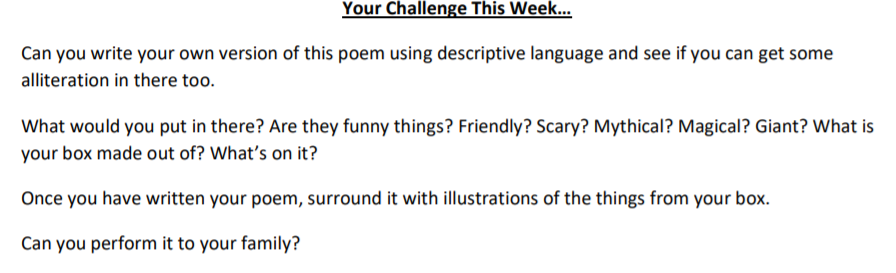 Your Challenge This Week...
Can you write your own version of this poem using descriptive language and see if you can get some
alliteration in there too.
What would you put in there? Are they funny things? Friendly? Scary? Mythical? Magical? Giant? What is
your box made out of? What's on it?
Once you have written your poem, surround it with illustrations of the things from your box.
Can you perform it to your family?